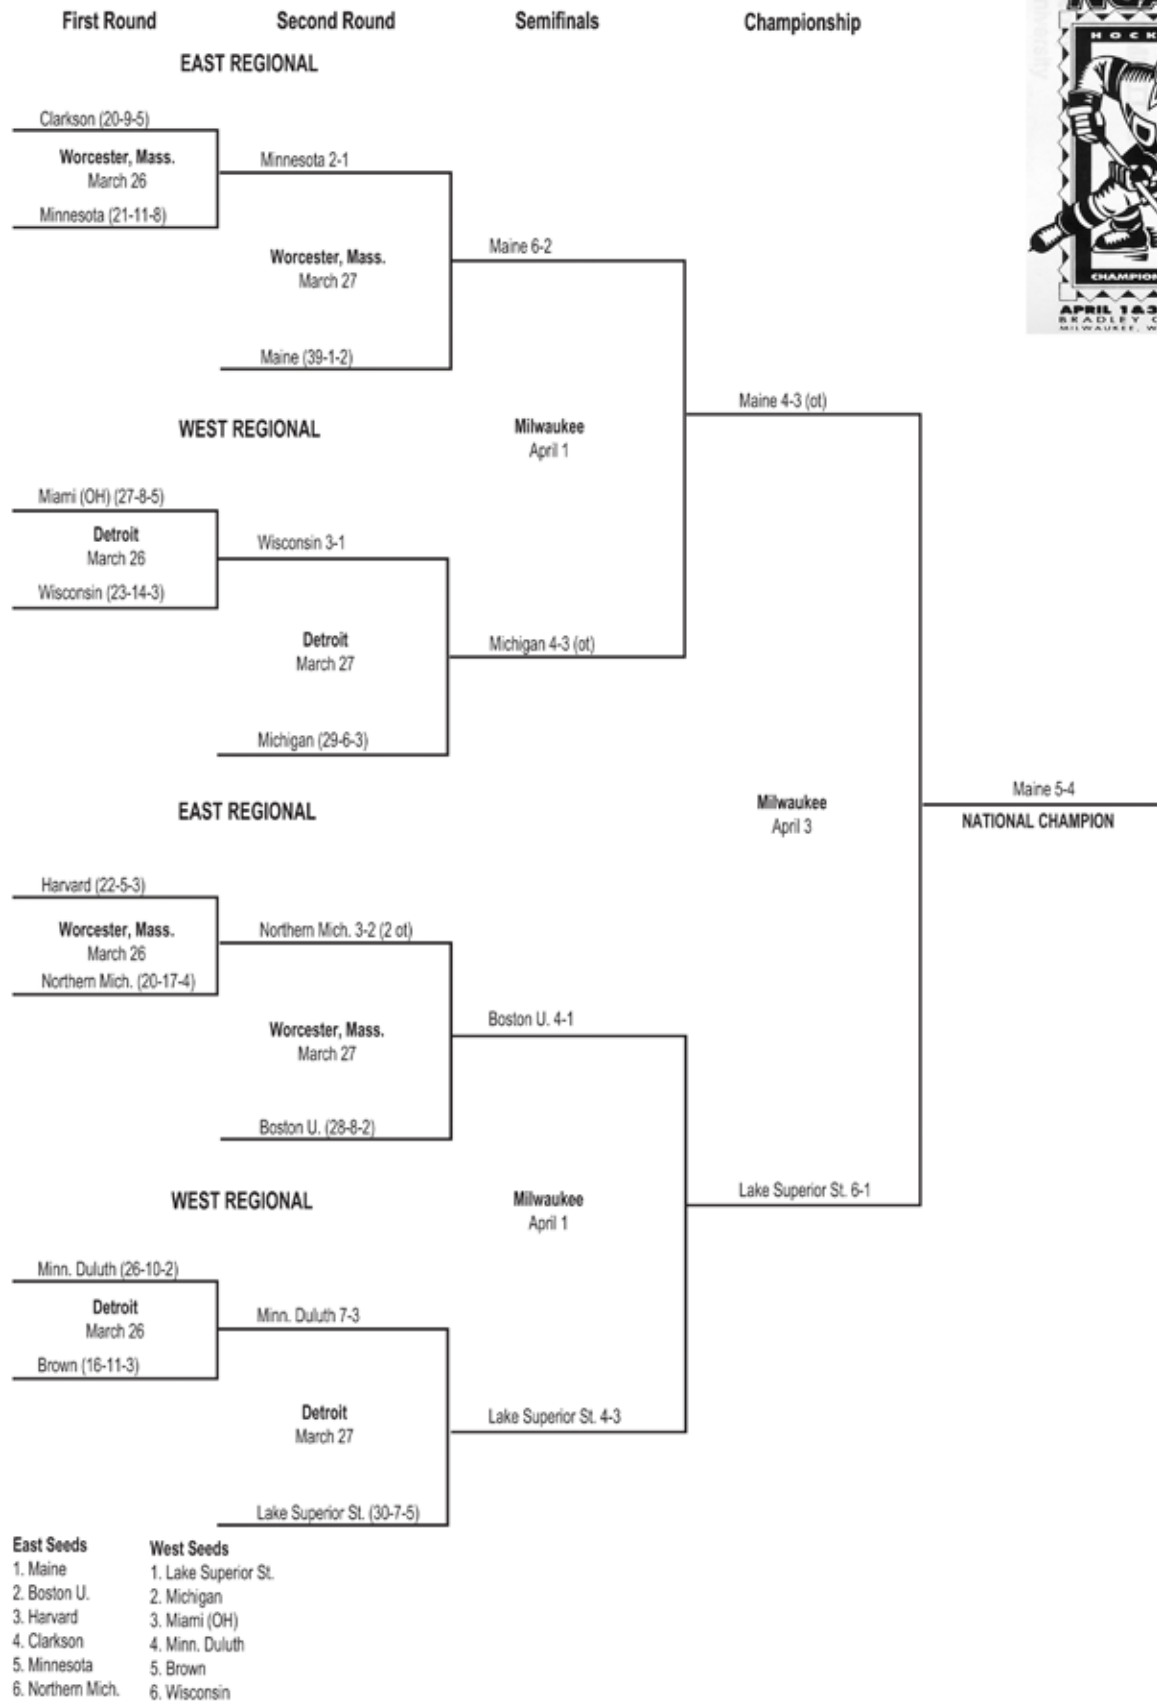 First Round Second Round Semifinals Championship
EAST REGIONAL
Clarkson (20-9-5)
Worcester, Mass.
March 26
Minnesota 2-1
Minnesota (21-11-8)
Maine 6-2
Worcester, Mass.
March 27
Maine (39-1-2)
Maine 4-3 (ot)
WEST REGIONAL
Milwaukee
April 1
Miami (OH) (27-8-5)
Detroit
March 26
Wisconsin 3-1
Wisconsin (23-14-3)
Detroit
March 27
Michigan 4-3 (ot)
Michigan (29-6-3)
Maine 5-4
NATIONAL CHAMPION
Milwaukee
April 3
EAST REGIONAL
Harvard (22-5-3)
Worcester, Mass.
March 26
Northern Mich. 3-2 (2 ot)
Northern Mich. (20-17-4)
Boston U. 4-1
Worcester, Mass.
March 27
Boston U. (28-8-2)
WEST REGIONAL
Milwaukee
April 1
Lake Superior St. 6-1
Minn. Duluth (26-10-2)
Detroit
March 26
Minn. Duluth 7-3
Brown (16-11-3)
Detroit
March 27
Lake Superior St. 4-3
Lake Superior St. (30-7-5)
East Seeds
1. Maine
2. Boston U.
3. Harvard
4. Clarkson
5. Minnesota
6. Northern Mich.
West Seeds
1. Lake Superior St.
2. Michigan
3. Miami (OH)
4. Minn. Duluth
5. Brown
6. Wisconsin
HOCK
CHAMPION
APRIL 1&3
BRADLEY C
MILWAUKEE, W